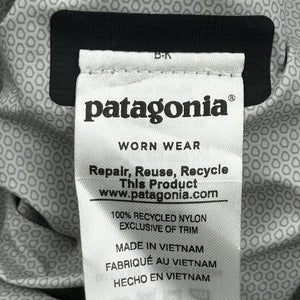 B-K
patagonia®
WORN WEAR
Repair, Reuse, Recycle
This Product
www.patagonia.com
100% RECYCLED NYLON
EXCLUSIVE OF TRIM
MADE IN VIETNAM
FABRIQUÉ AU VIETNAM
HECHO EN VIETNAM